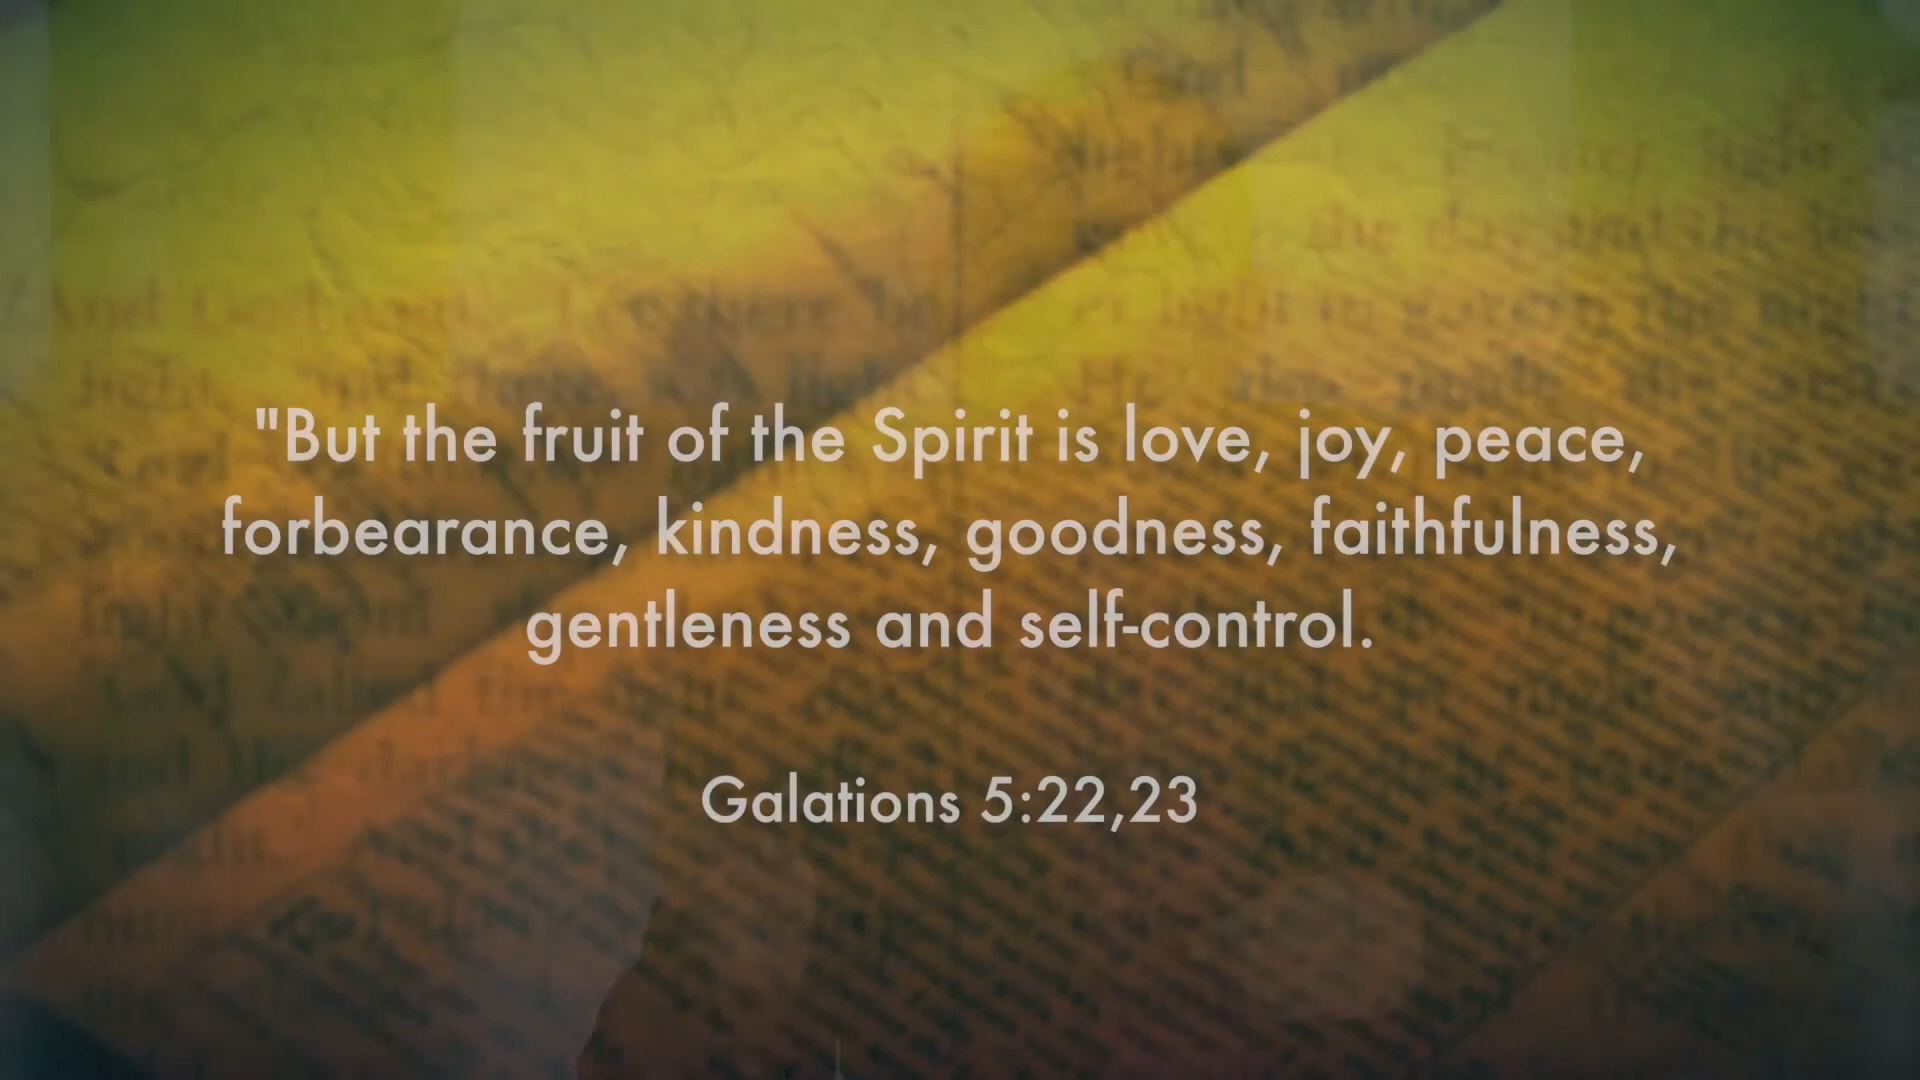 "But the fruit of the Spirit is love, joy, peace,
forbearance, kindness, goodness, faithfulness,
gentleness and self-control.
Galations 5:22,23